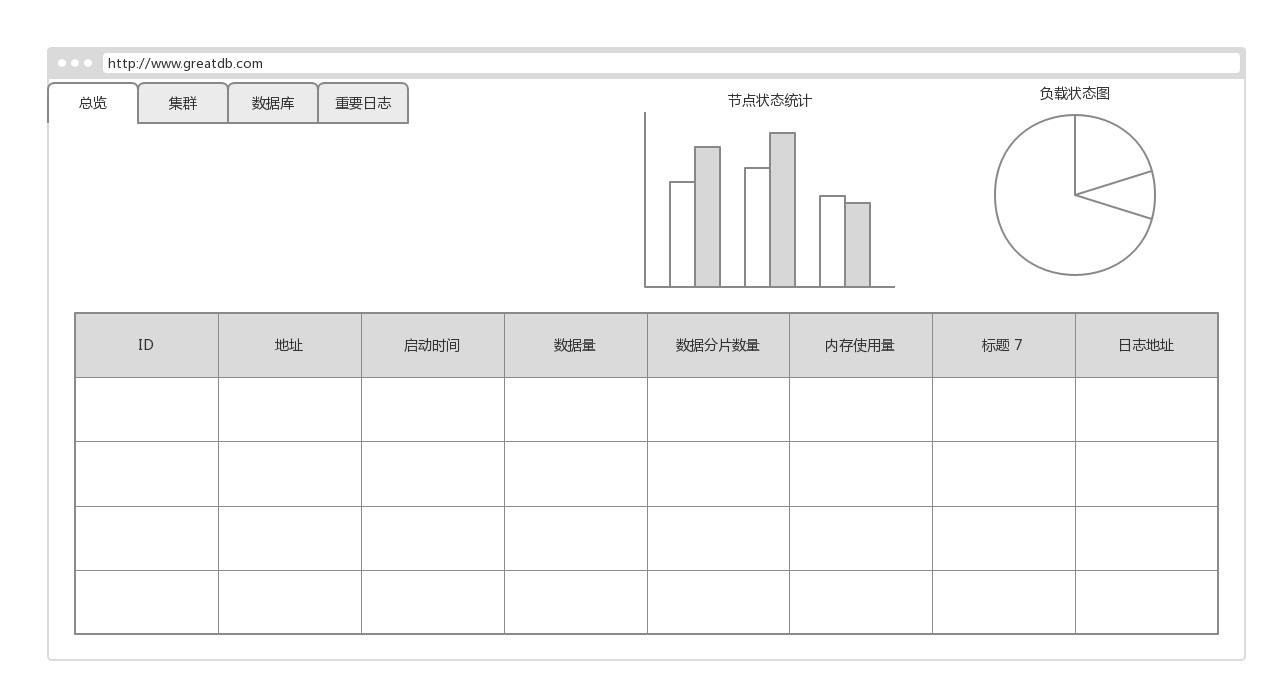 http://www.greatdb.com
总览
集群
数据库
重要日志
节点状态统计
负载状态图
ID
地址
启动时间
数据量
数据分片数量
内存使用量
标题 7
日志地址